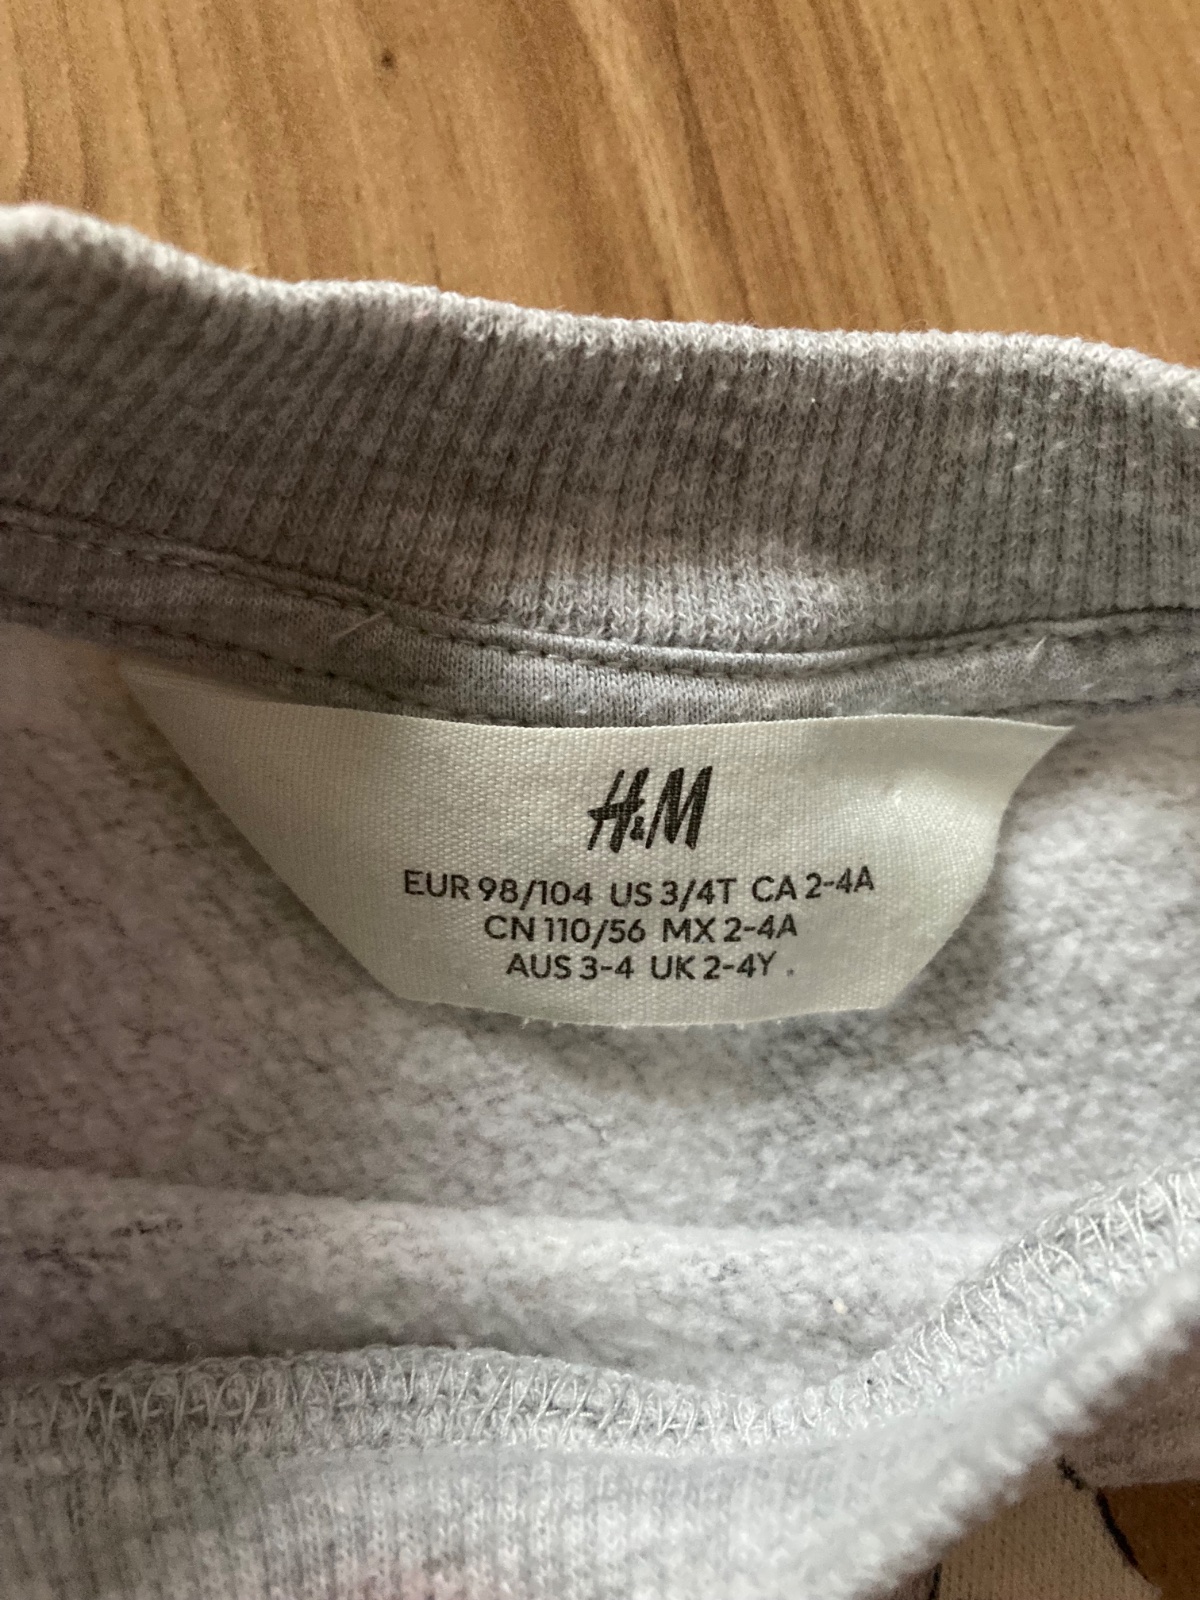 H&M
EUR 98/104 US 3/4T CA 2-4A
CN 110/56 MX 2-4A
AUS 3-4 UK 2-4Y .